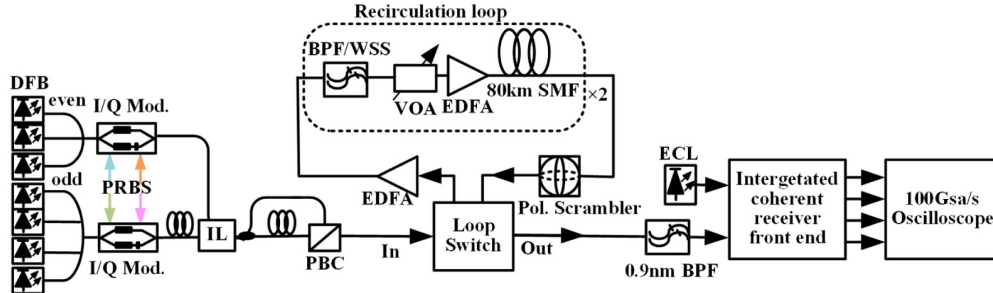 Recirculation loop
BPF/WSS
VOA
EDFA
80km SMF
×2
DFB
even
I/Q Mod.
PRBS
odd
I/Q Mod.
IL
PBC
EDFA
In
Loop
Switch
Out
Pol. Scrambler
ECL
0.9nm BPF
Intergetated
coherent
receiver
front end
100Gsa/s
Oscilloscope